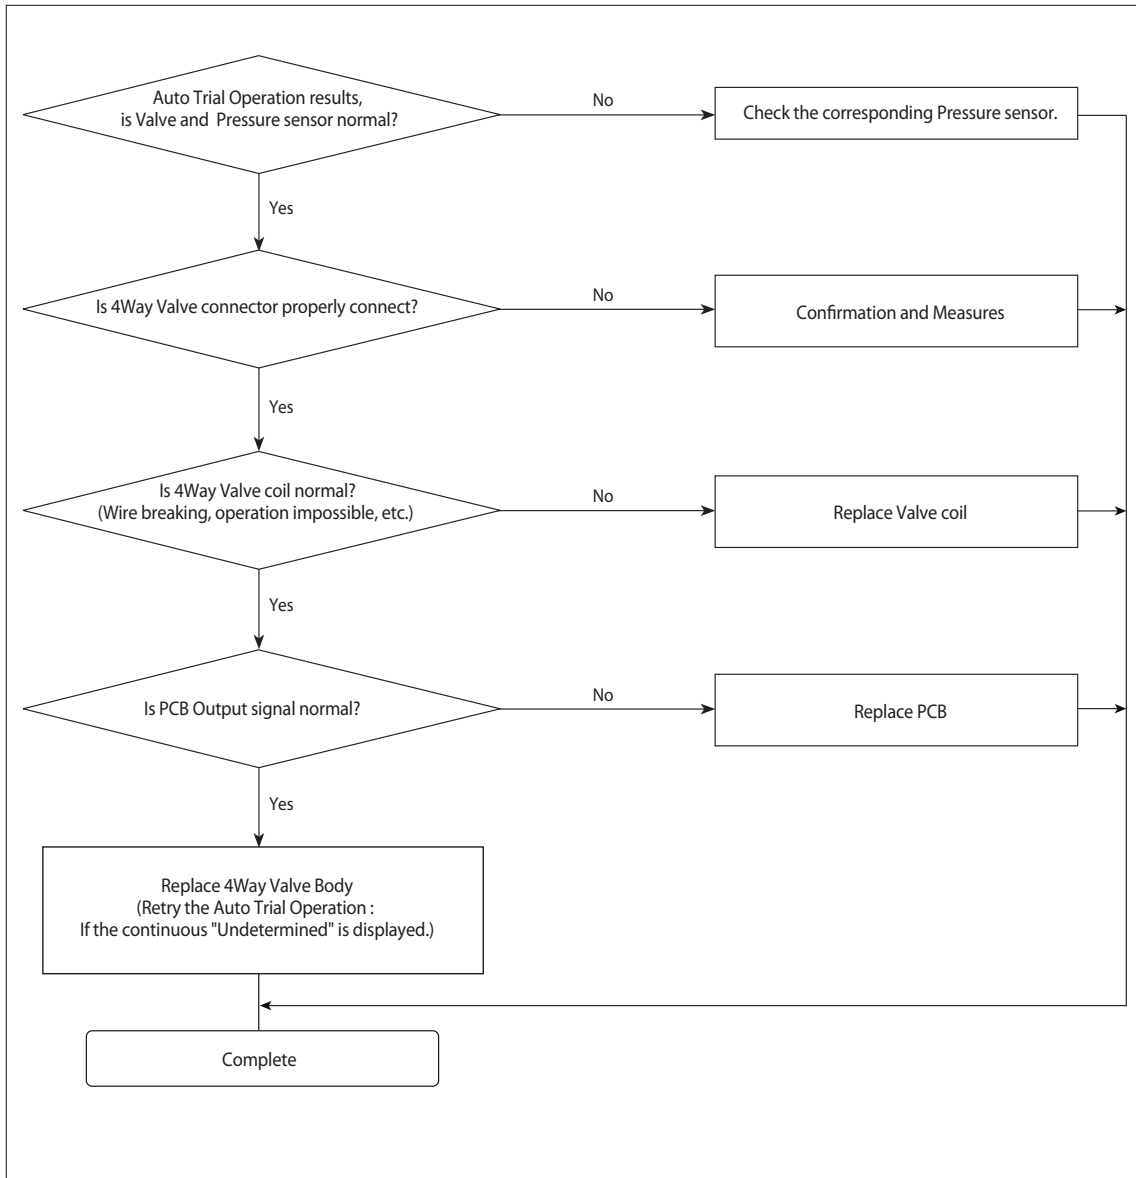 Auto Trial Operation results,
is Valve and  Pressure sensor normal?
No
Check the corresponding Pressure sensor.
Yes
Is 4Way Valve connector properly connect?
No
Confirmation and Measures
Yes
Is 4Way Valve coil normal?
(Wire breaking, operation impossible, etc.)
No
Replace Valve coil
Yes
Is PCB Output signal normal?
No
Replace PCB
Yes
Replace 4Way Valve Body
(Retry the Auto Trial Operation :
If the continuous "Undetermined" is displayed.)
Complete